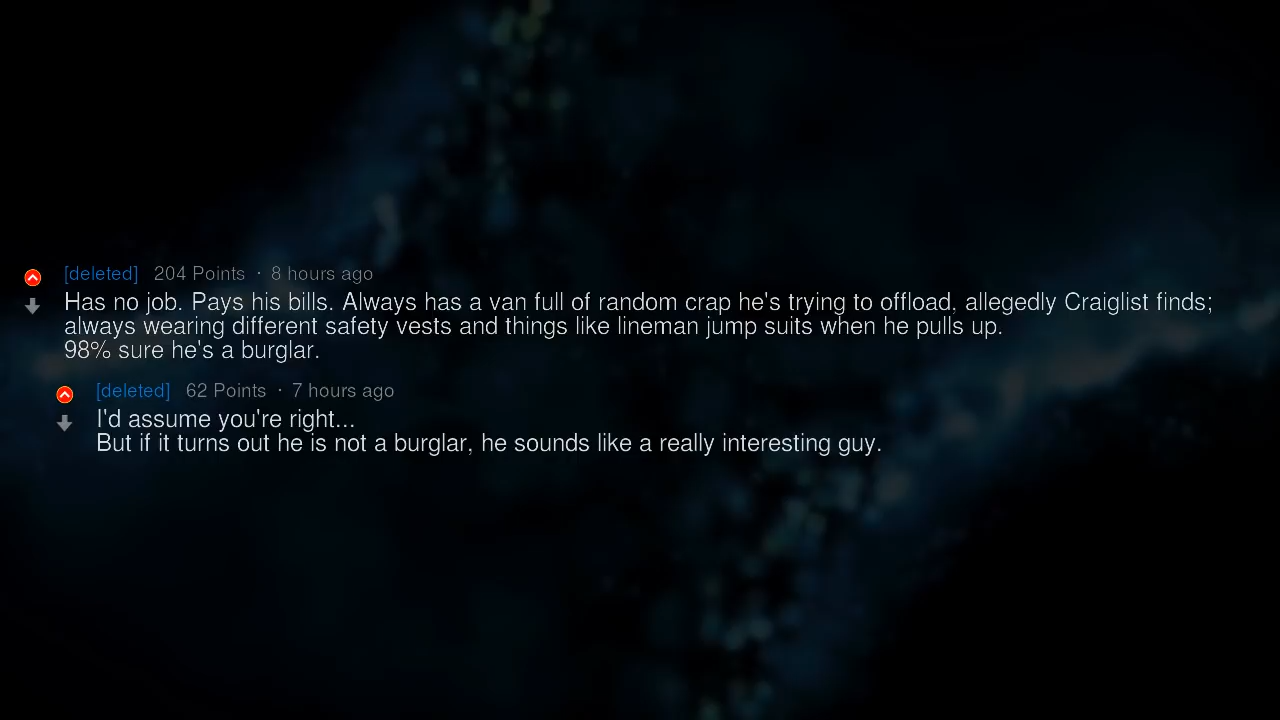 [deleted] 204 Points · 8 hours ago
Has no job. Pays his bills. Always has a van full of random crap he's trying to offload, allegedly Craiglist finds;
always wearing different safety vests and things like lineman jump suits when he pulls up.
98% sure he's a burglar.
[deleted] 62 Points · 7 hours ago
I'd assume you're right...
But if it turns out he is not a burglar, he sounds like a really interesting guy.